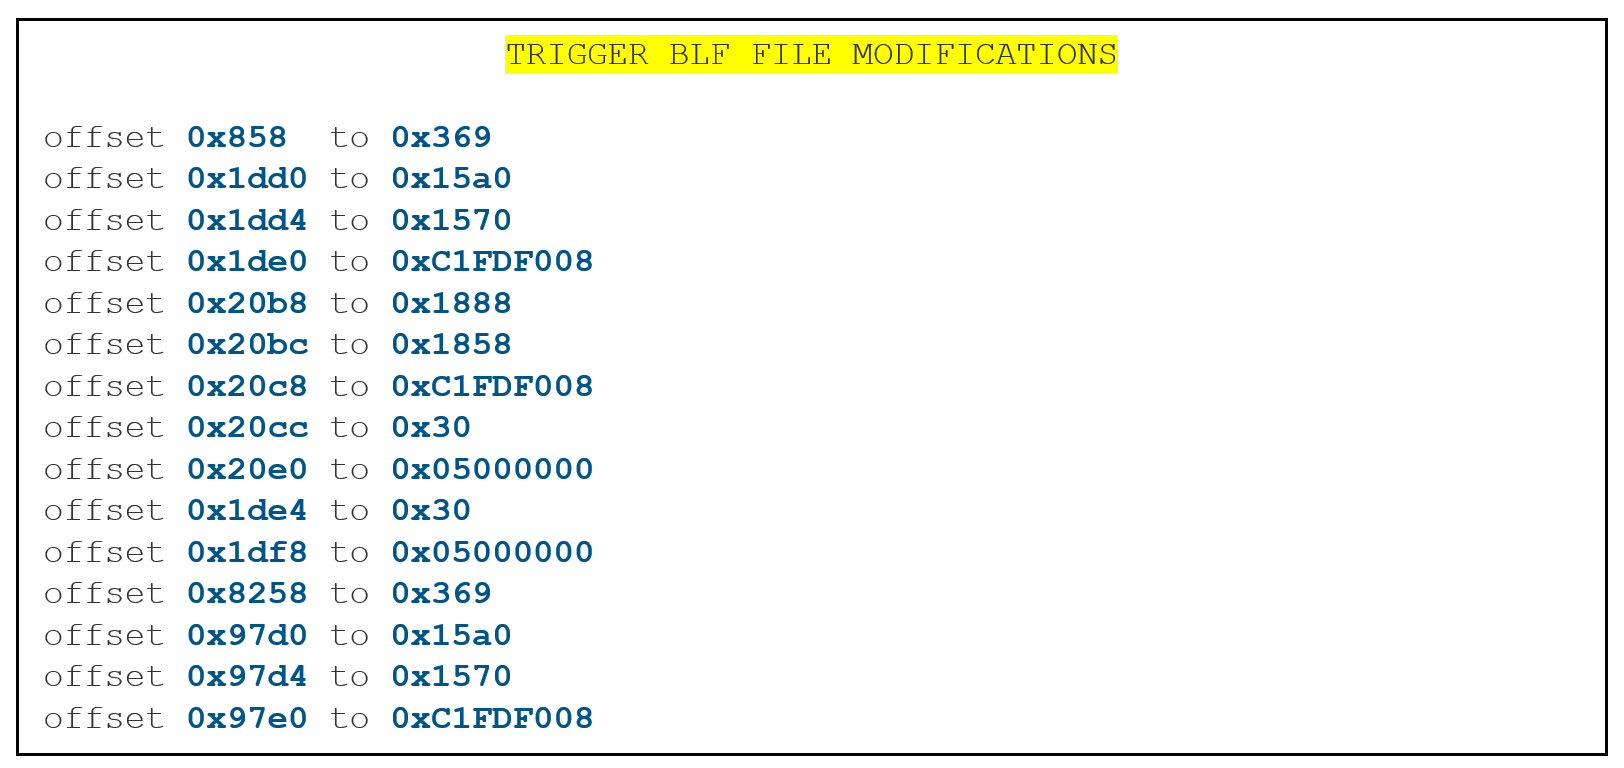 TRIGGER BLF FILE MODIFICATIONS
offset 0x858 to 0x369
offset 0x1dd0 to 0x15a0
offset 0x1dd4 to 0x1570
offset 0x1de0 to 0xC1FDF008
offset 0x20b8 to 0x1888
offset 0x20bc to 0x1858
offset 0x20c8 to 0xC1FDF008
offset 0x20cc to 0x30
offset 0x20e0 to 0x05000000
offset 0x1de4 to 0x30
offset 0x1df8 to 0x05000000
offset 0x8258 to 0x369
offset 0x97d0 to 0x15a0
offset 0x97d4 to 0x1570
offset 0x97e0 to 0xC1FDF008